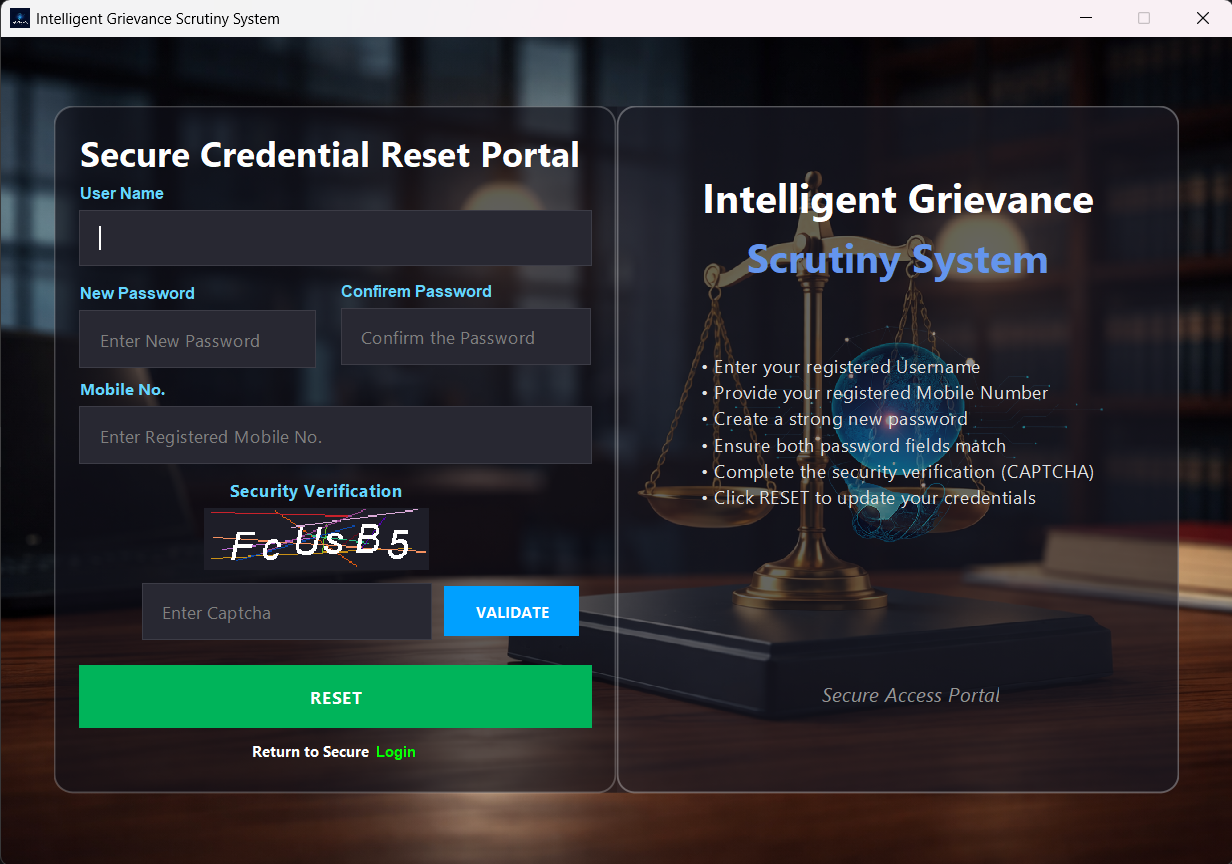 Intelligent Grievance Scrutiny System
Secure Credential Reset Portal
User Name
New Password
Confirem Password
Enter New Password
Confirm the Password
Mobile No.
Enter Registered Mobile No.
Security Verification
FcUsB5
Enter Captcha
VALIDATE
RESET
Return to Secure Login
Intelligent Grievance
Scrutiny System
• Enter your registered Username
• Provide your registered Mobile Number
• Create a strong new password
• Ensure both password fields match
• Complete the security verification (CAPTCHA)
• Click RESET to update your credentials
Secure Access Portal